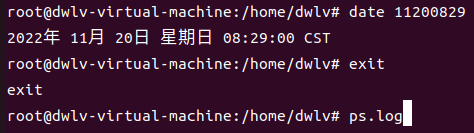 root@dwlv-virtual-machine:/home/dwlv# date 11200829
2022年 11月 20日 星期日 08:29:00 CST
root@dwlv-virtual-machine:/home/dwlv# exit
exit
root@dwlv-virtual-machine:/home/dwlv# ps.log